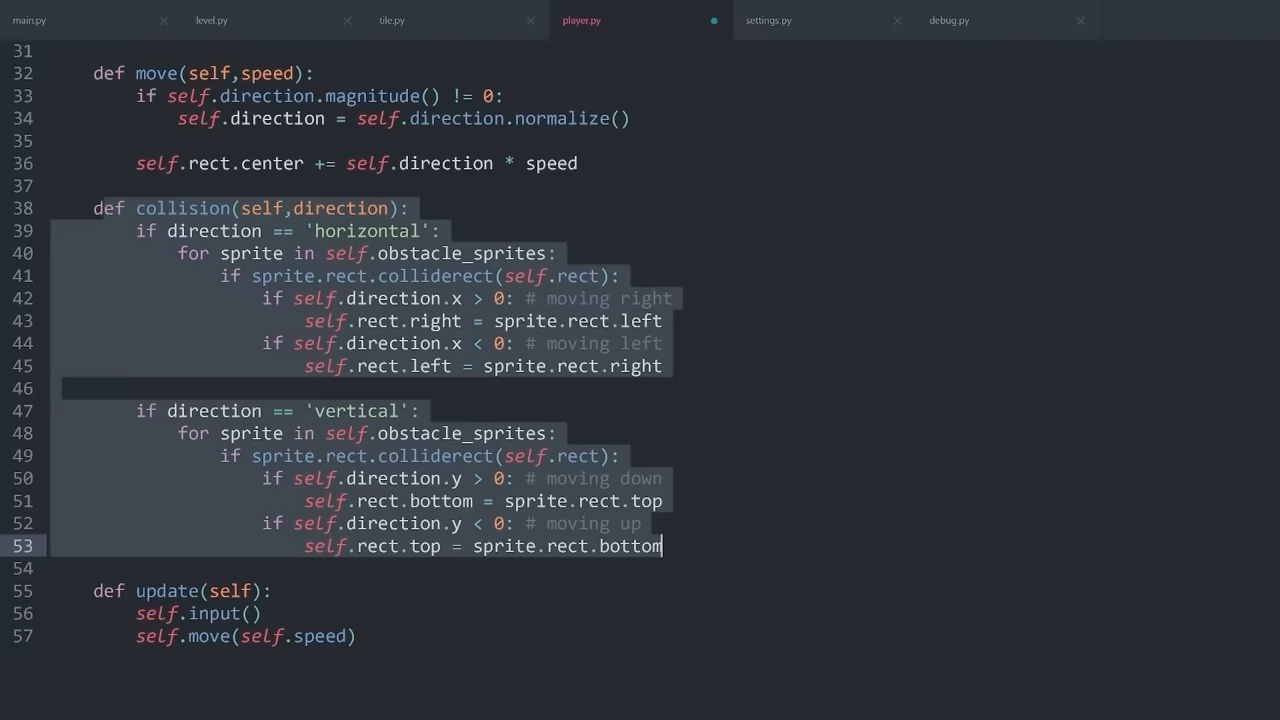 main.py level.py tile.py player.py settings.py debug.py
31
32 def move(self,speed):
33 if self.direction.magnitude() != 0:
34 self.direction = self.direction.normalize()
35
36 self.rect.center += self.direction * speed
37
38 def collision(self,direction):
39 if direction == 'horizontal':
40 for sprite in self.obstacle_sprites:
41 if sprite.rect.colliderect(self.rect):
42 if self.direction.x > 0: # moving right
43 self.rect.right = sprite.rect.left
44 if self.direction.x < 0: # moving left
45 self.rect.left = sprite.rect.right
46
47 if direction == 'vertical':
48 for sprite in self.obstacle_sprites:
49 if sprite.rect.colliderect(self.rect):
50 if self.direction.y > 0: # moving down
51 self.rect.bottom = sprite.rect.top
52 if self.direction.y < 0: # moving up
53 self.rect.top = sprite.rect.bottom
54
55 def update(self):
56 self.input()
57 self.move(self.speed)